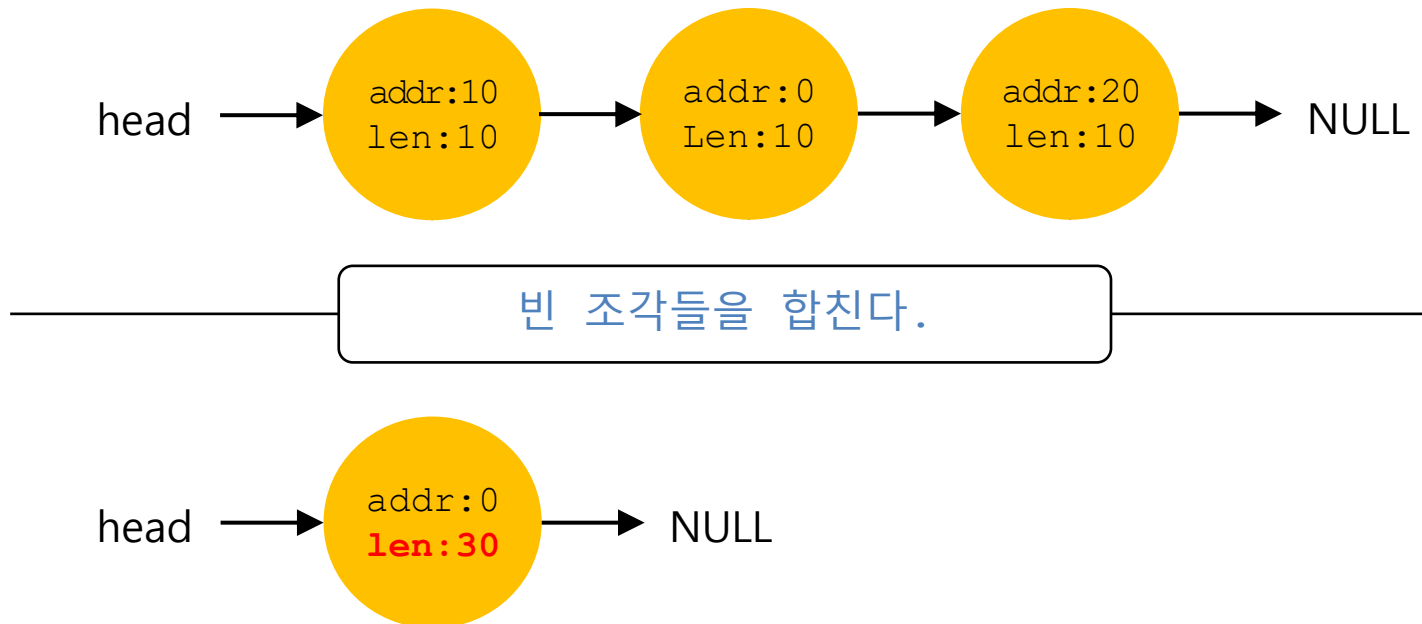 head
addr:10
len:10
addr:0
Len:10
addr:20
len:10
NULL
빈 조각들을 합친다.
head
addr:0
len:30
NULL